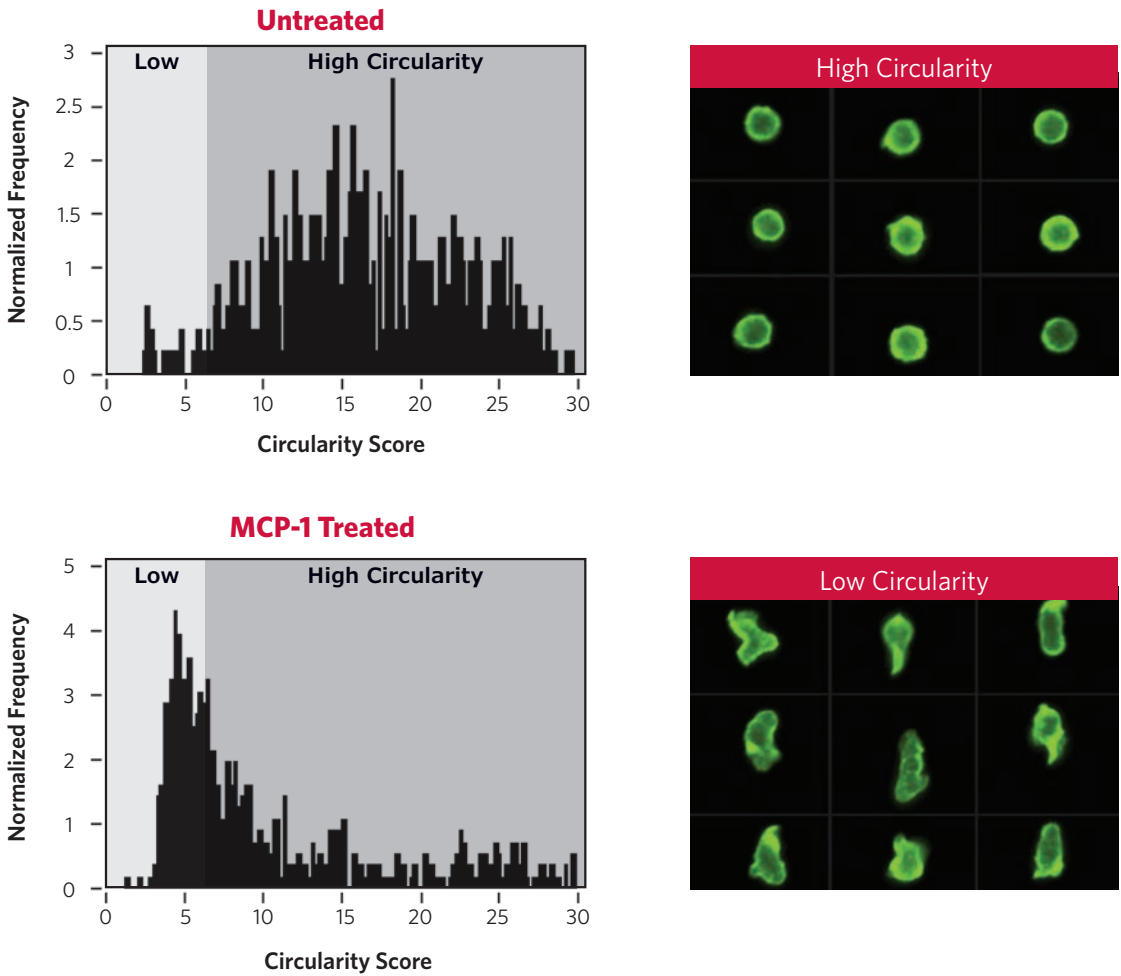 Untreated
Low High Circularity
Normalized Frequency
3
2.5
2
1.5
1
0.5
0
0 5 10 15 20 25 30
Circularity Score
High Circularity
MCP-1 Treated
Low High Circularity
Normalized Frequency
5
4
3
2
1
0
0 5 10 15 20 25 30
Circularity Score
Low Circularity